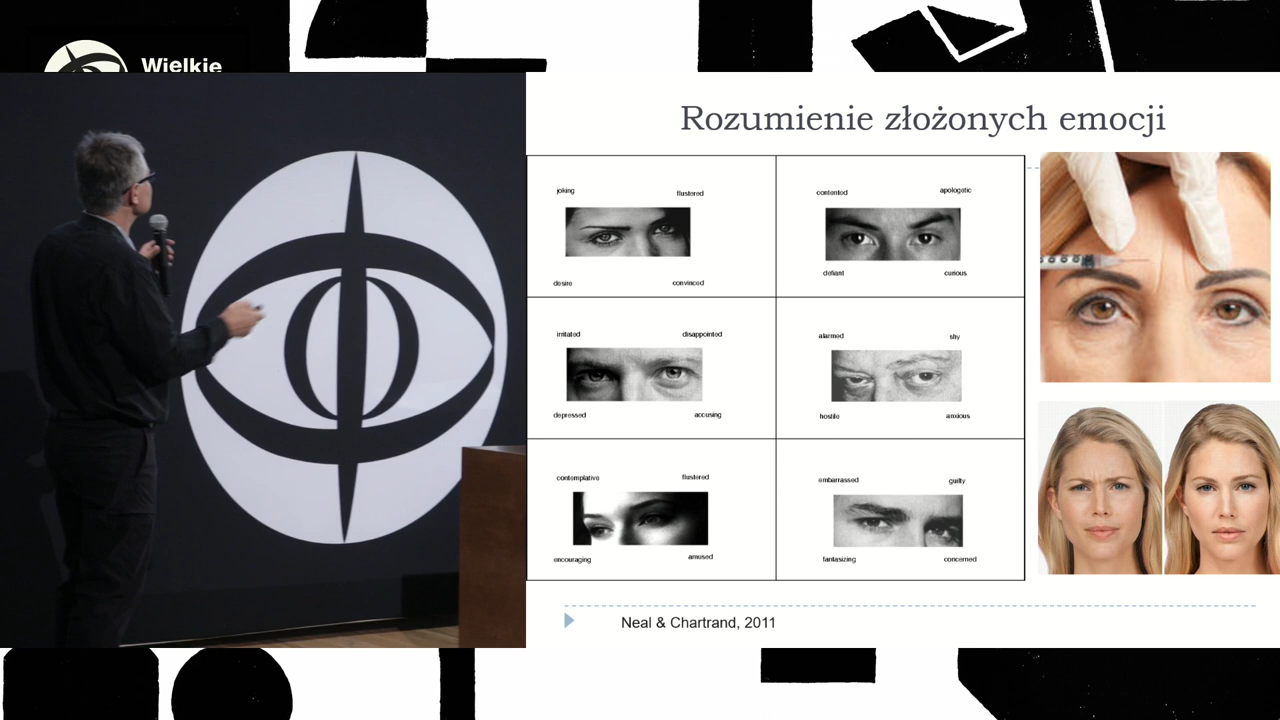 Wielkie
Rozumienie złożonych emocji
joking
flustered
desire
convinced
contented
apologetic
defiant
curious
irritated
disappointed
depressed
accusing
alarmed
shy
hostile
anxious
contemplative
flustered
encouraging
amused
embarrassed
guilty
fantasizing
concerned
Neal & Chartrand, 2011